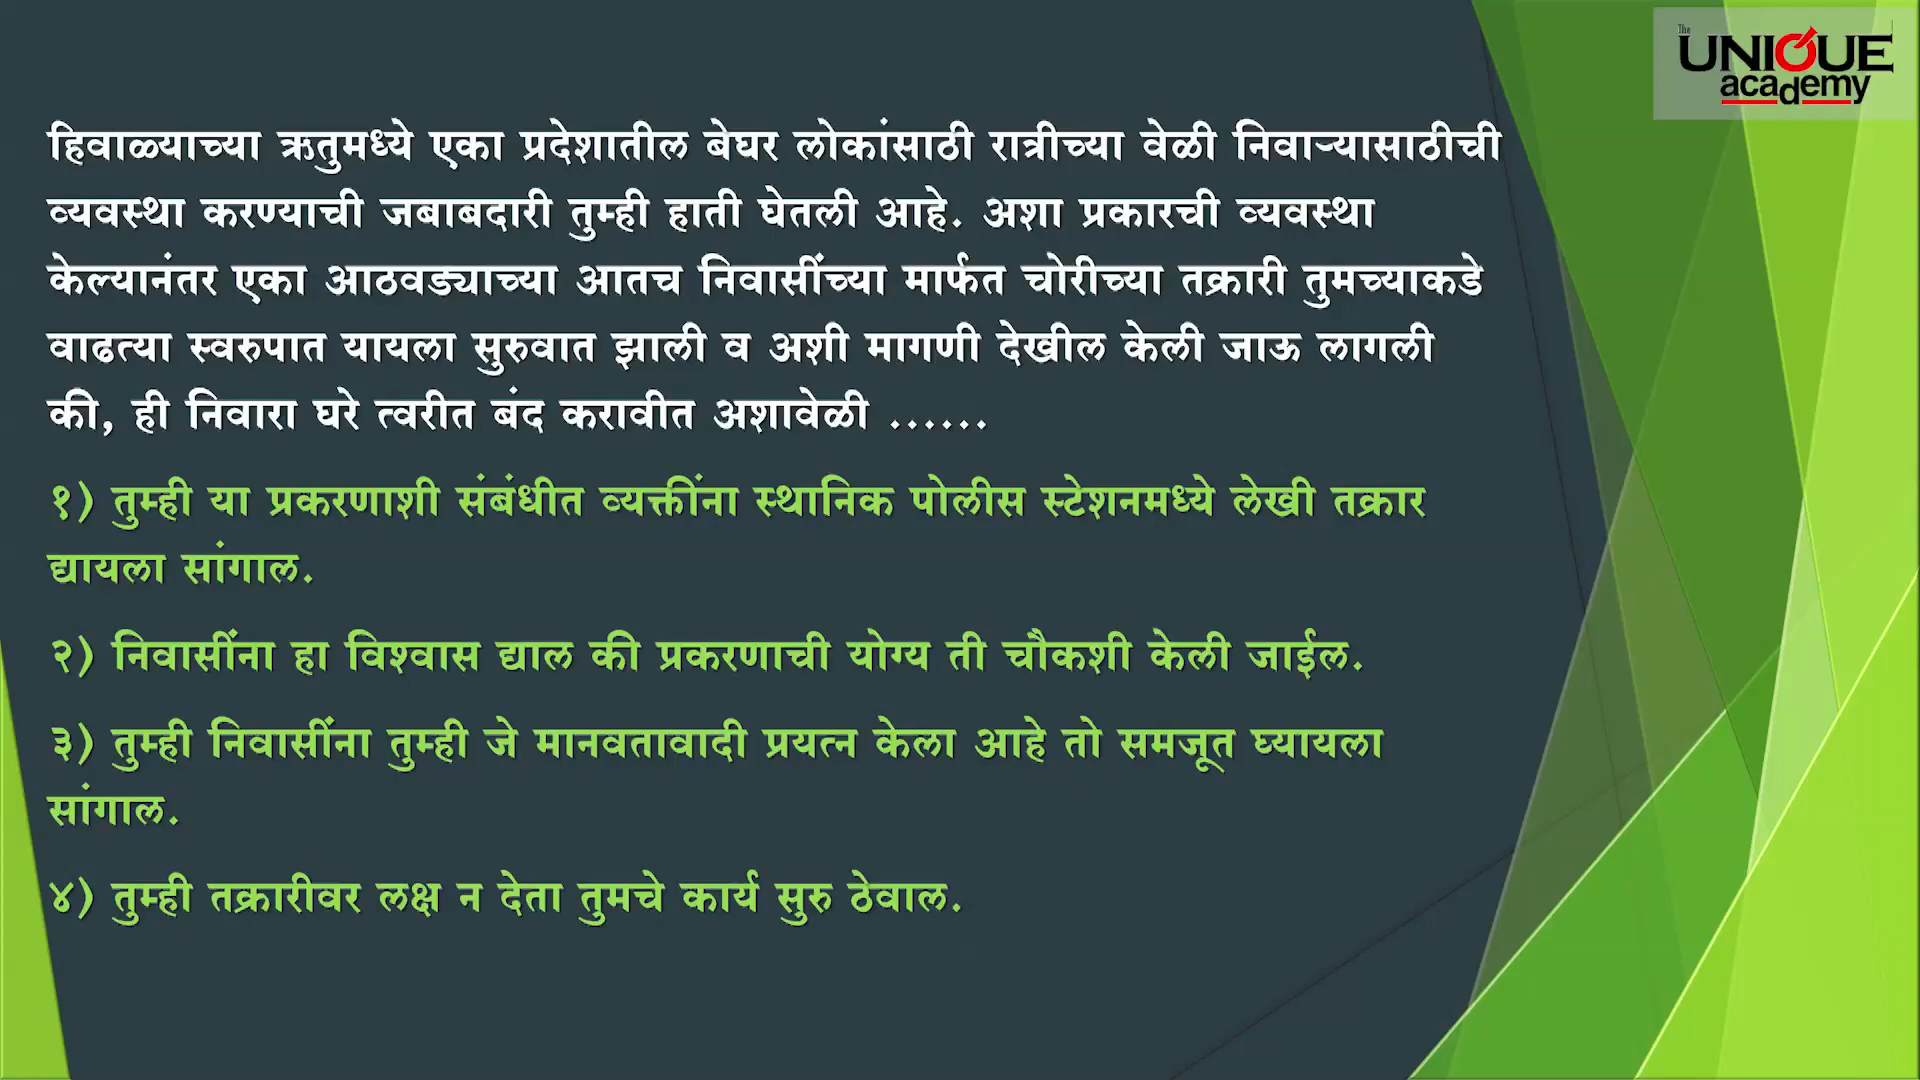 The
UNIQUE
academy
हिवाळ्याच्या ऋतुमध्ये एका प्रदेशातील बेघर लोकांसाठी रात्रीच्या वेळी निवाऱ्यासाठीची
व्यवस्था करण्याची जबाबदारी तुम्ही हाती घेतली आहे. अशा प्रकारची व्यवस्था
केल्यानंतर एका आठवड्याच्या आतच निवासींच्या मार्फत चोरीच्या तक्रारी तुमच्याकडे
वाढत्या स्वरुपात यायला सुरुवात झाली व अशी मागणी देखील केली जाऊ लागली
की, ही निवारा घरे त्वरीत बंद करावीत अशावेळी ......
१) तुम्ही या प्रकरणाशी संबंधीत व्यक्तींना स्थानिक पोलीस स्टेशनमध्ये लेखी तक्रार
द्यायला सांगाल.
२) निवासींना हा विश्वास द्याल की प्रकरणाची योग्य ती चौकशी केली जाईल.
३) तुम्ही निवासींना तुम्ही जे मानवतावादी प्रयत्न केला आहे तो समजूत घ्यायला
सांगाल.
४) तुम्ही तक्रारीवर लक्ष न देता तुमचे कार्य सुरु ठेवाल.